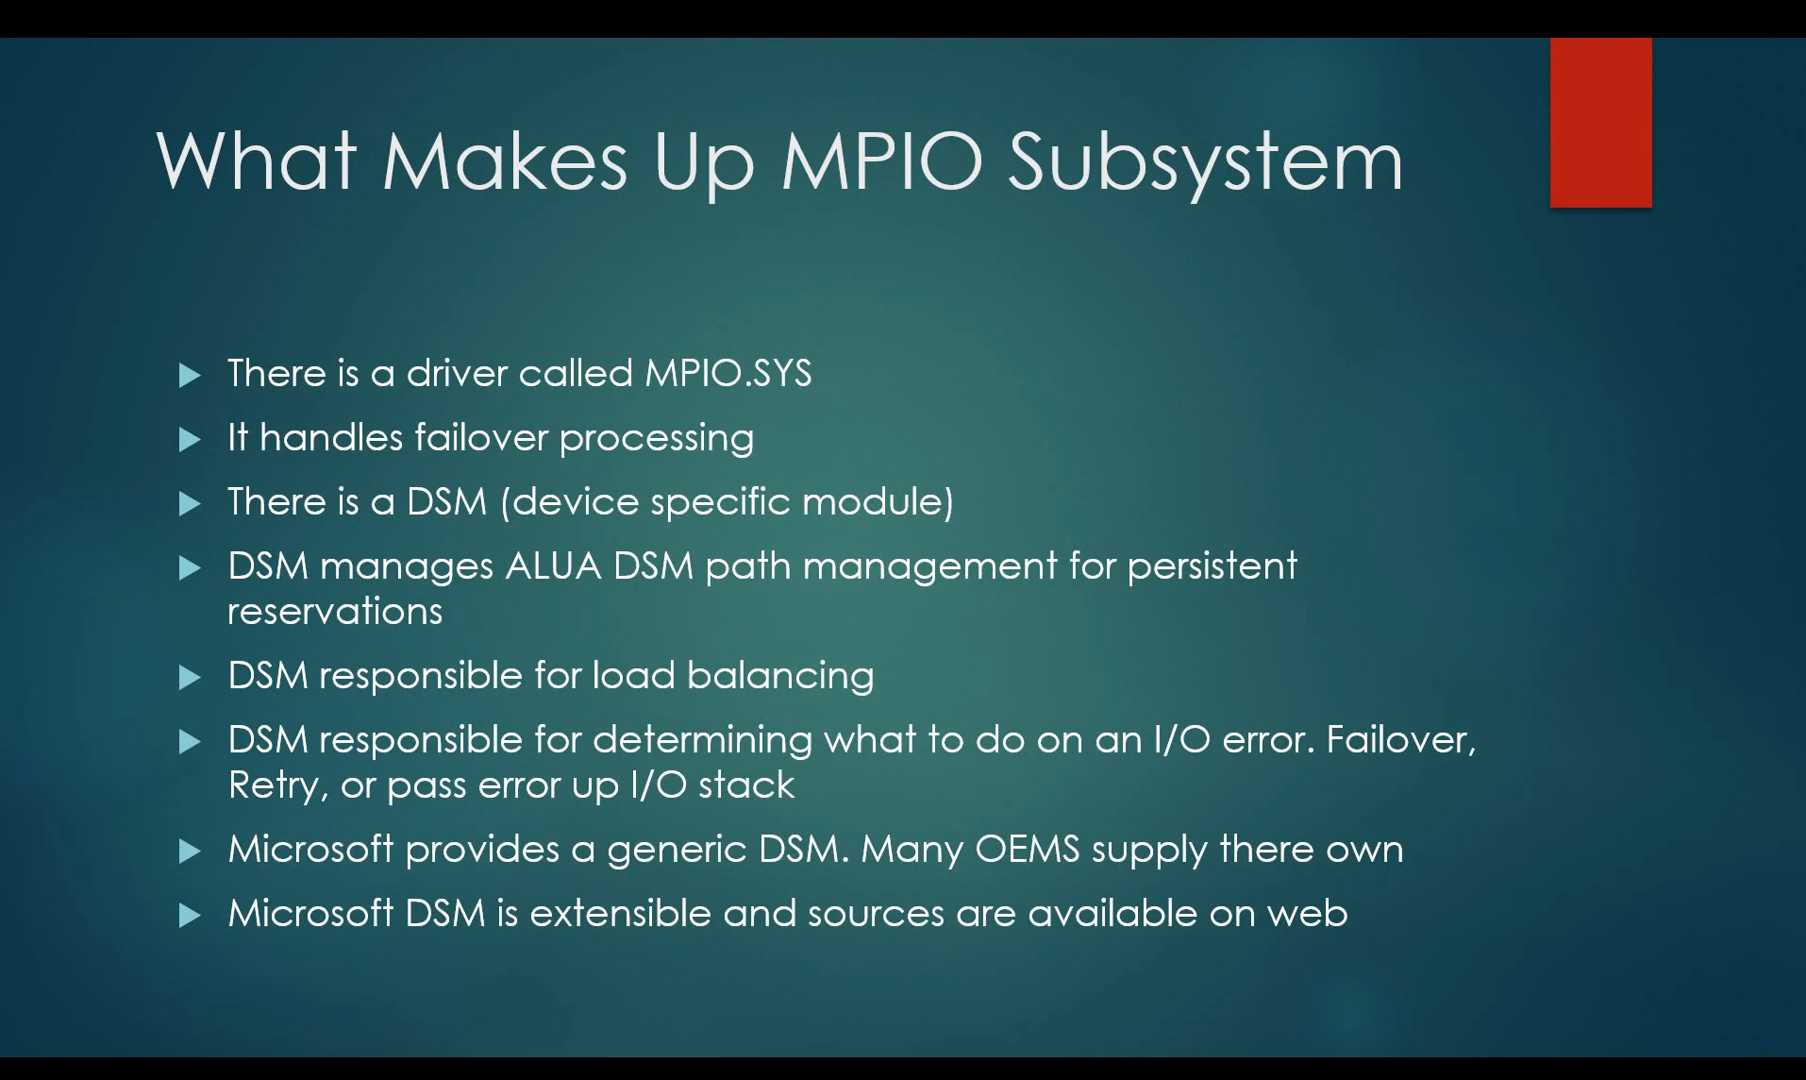 What Makes Up MPIO Subsystem
There is a driver called MPIO.SYS
It handles failover processing
There is a DSM (device specific module)
DSM manages ALUA DSM path management for persistent
reservations
DSM responsible for load balancing
DSM responsible for determining what to do on an I/O error. Failover,
Retry, or pass error up I/O stack
Microsoft provides a generic DSM. Many OEMS supply there own
Microsoft DSM is extensible and sources are available on web